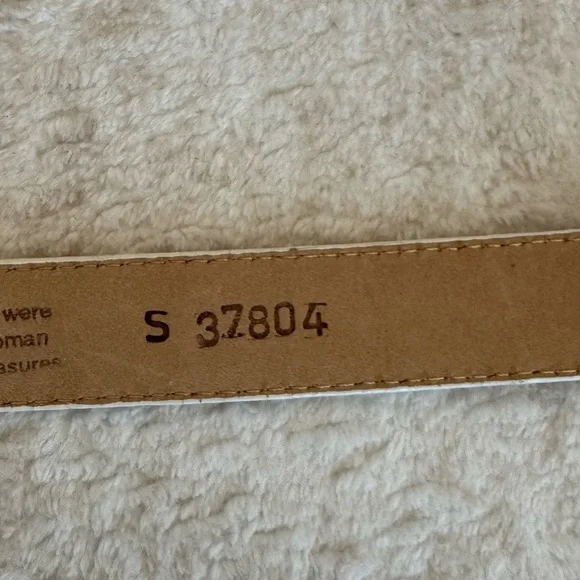 were
oman
asures
S 37804